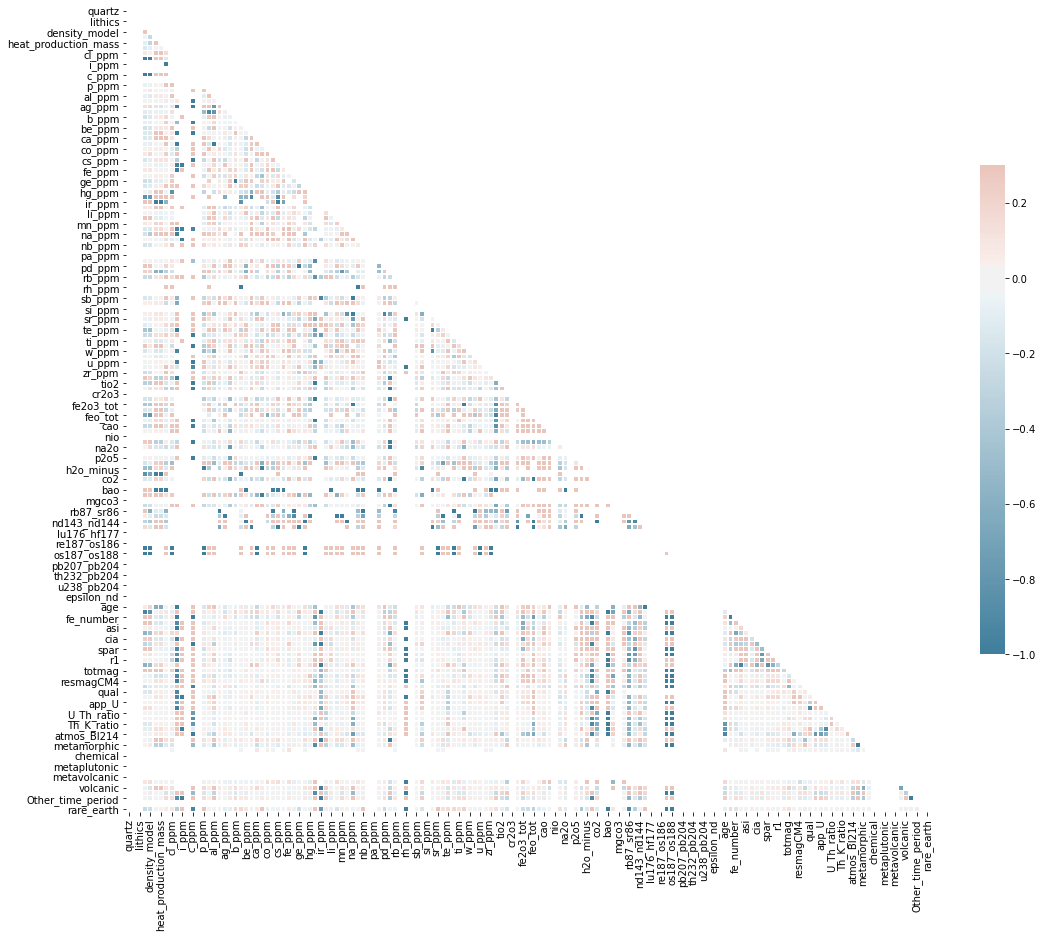 quartz
lithics
density_model
heat_production_mass
cl_ppm
i_ppm
c_ppm
p_ppm
al_ppm
ag_ppm
b_ppm
be_ppm
ca_ppm
co_ppm
cs_ppm
fe_ppm
ge_ppm
hg_ppm
ir_ppm
li_ppm
mn_ppm
na_ppm
nb_ppm
pa_ppm
pd_ppm
rb_ppm
rh_ppm
sb_ppm
si_ppm
sr_ppm
te_ppm
ti_ppm
w_ppm
u_ppm
zr_ppm
tio2
cr2o3
fe2o3_tot
feo_tot
cao
nio
na2o
p2o5
h2o_minus
co2
bao
mgco3
rb87_sr86
nd143_nd144
lu176_hf177
re187_os186
os187_os188
pb207_pb204
th232_pb204
u238_pb204
epsilon_nd
age
fe_number
asi
cia
spar
r1
totmag
resmagCM4
qual
app_U
U_Th_ratio
Th_K_ratio
atmos_Bi214
metamorphic
chemical
metaplutonic
metavolcanic
volcanic
Other_time_period
rare_earth
0.2
0.0
−0.2
−0.4
−0.6
−0.8
−1.0
quartz
lithics
density_model
heat_production_mass
cl_ppm
i_ppm
c_ppm
p_ppm
al_ppm
ag_ppm
b_ppm
be_ppm
ca_ppm
co_ppm
cs_ppm
fe_ppm
ge_ppm
hg_ppm
ir_ppm
li_ppm
mn_ppm
na_ppm
nb_ppm
pa_ppm
pd_ppm
rb_ppm
rh_ppm
sb_ppm
si_ppm
sr_ppm
te_ppm
ti_ppm
w_ppm
u_ppm
zr_ppm
tio2
cr2o3
fe2o3_tot
feo_tot
cao
nio
na2o
p2o5
h2o_minus
co2
bao
mgco3
rb87_sr86
nd143_nd144
lu176_hf177
re187_os186
os187_os188
pb207_pb204
th232_pb204
u238_pb204
epsilon_nd
age
fe_number
asi
cia
spar
r1
totmag
resmagCM4
qual
app_U
U_Th_ratio
Th_K_ratio
atmos_Bi214
metamorphic
chemical
metaplutonic
metavolcanic
volcanic
Other_time_period
rare_earth